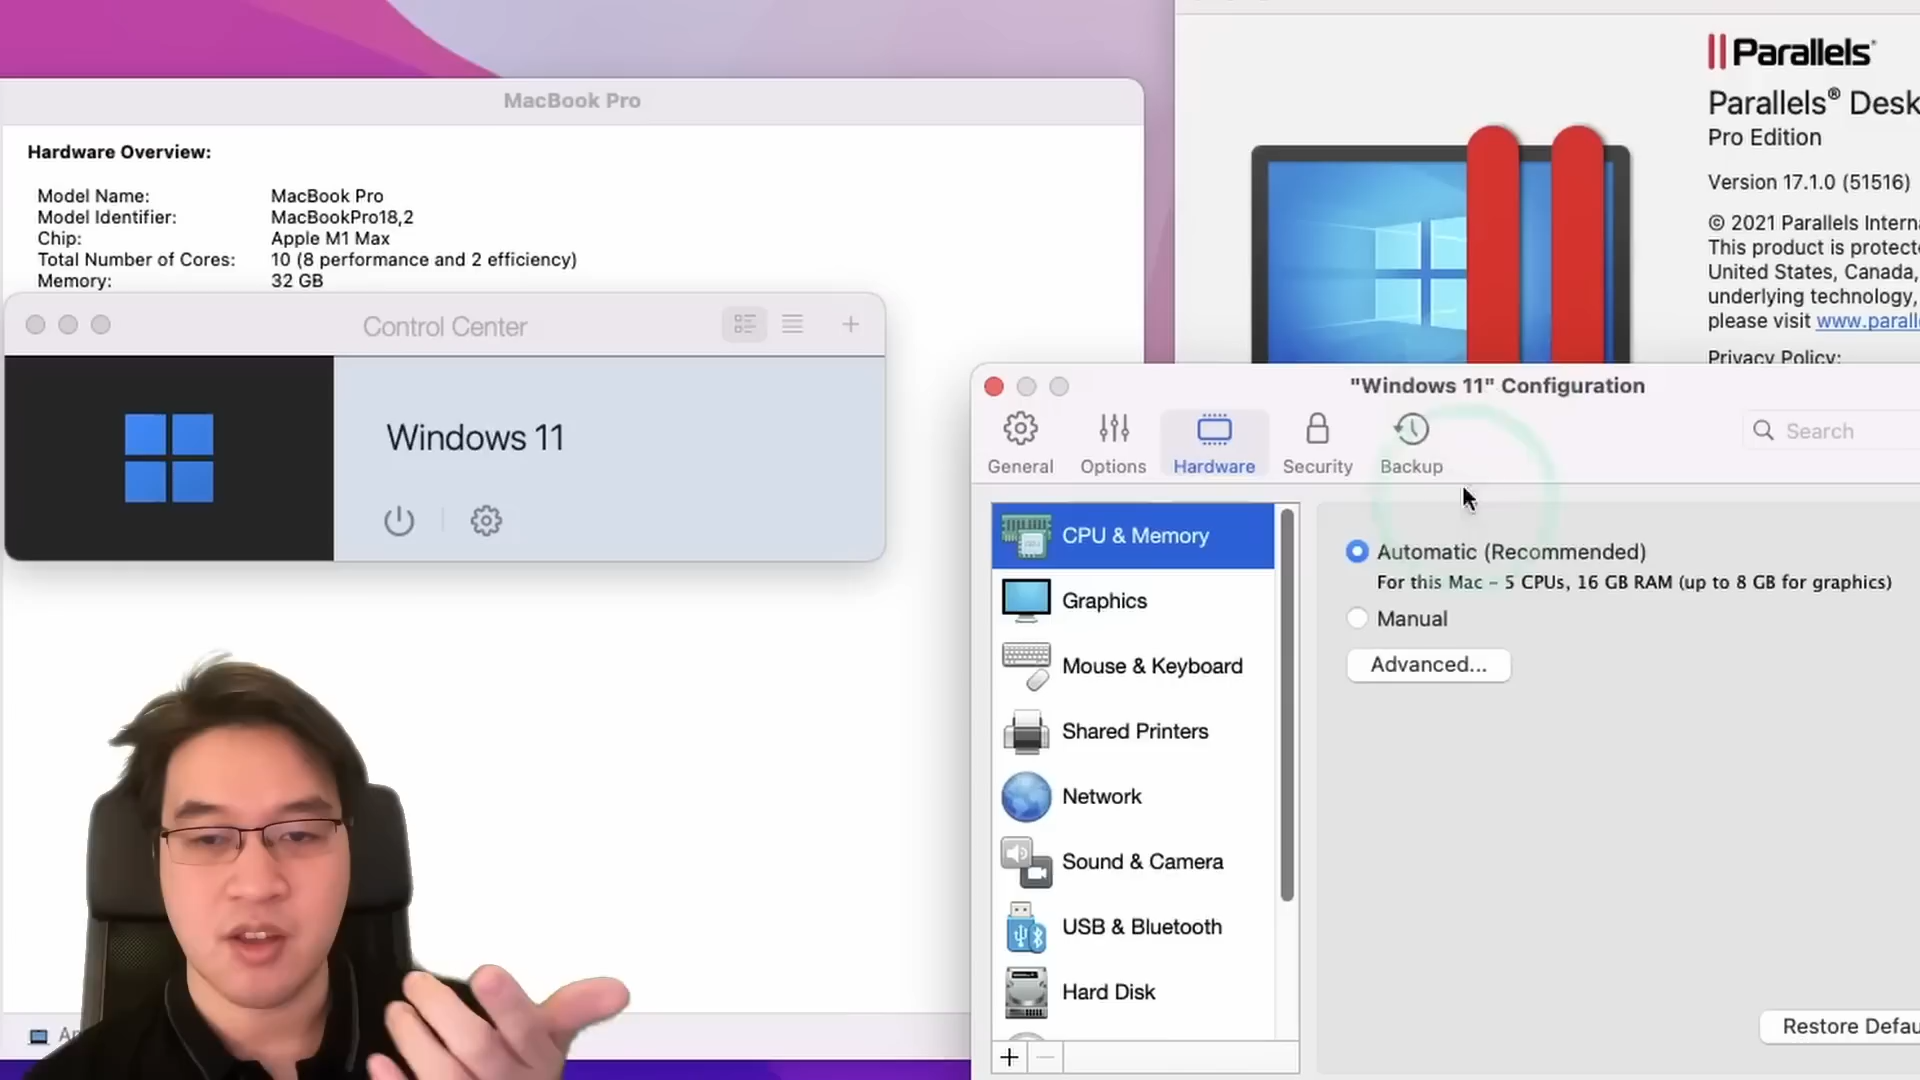 MacBook Pro
Hardware Overview:
Model Name: MacBook Pro
Model Identifier: MacBookPro18,2
Chip: Apple M1 Max
Total Number of Cores: 10 (8 performance and 2 efficiency)
Memory: 32 GB
Control Center
Windows 11
Parallels
Parallels® Desk
Pro Edition
Version 17.1.0 (51516)
© 2021 Parallels Interna
This product is protecte
United States, Canada,
underlying technology,
please visit www.paralle
Privacy Policy:
"Windows 11" Configuration
General
Options
Hardware
Security
Backup
Search
CPU & Memory
Graphics
Mouse & Keyboard
Shared Printers
Network
Sound & Camera
USB & Bluetooth
Hard Disk
Automatic (Recommended)
For this Mac – 5 CPUs, 16 GB RAM (up to 8 GB for graphics)
Manual
Advanced...
Restore Defau